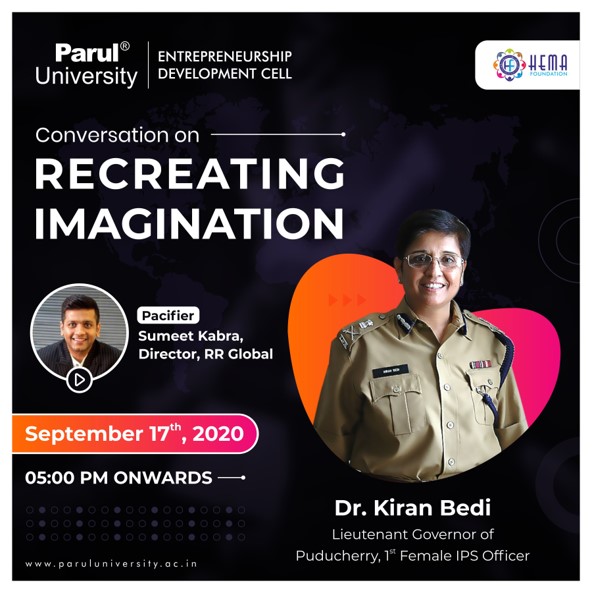 Parul®
University
ENTREPRENEURSHIP
DEVELOPMENT CELL
HEMA
FOUNDATION
Conversation on
RECREATING
IMAGINATION
Pacifier
Sumeet Kabra,
Director, RR Global
September 17th, 2020
05:00 PM ONWARDS
KIRAN BEDI
Dr. Kiran Bedi
Lieutenant Governor of
Puducherry, 1st Female IPS Officer
www.paruluniversity.ac.in